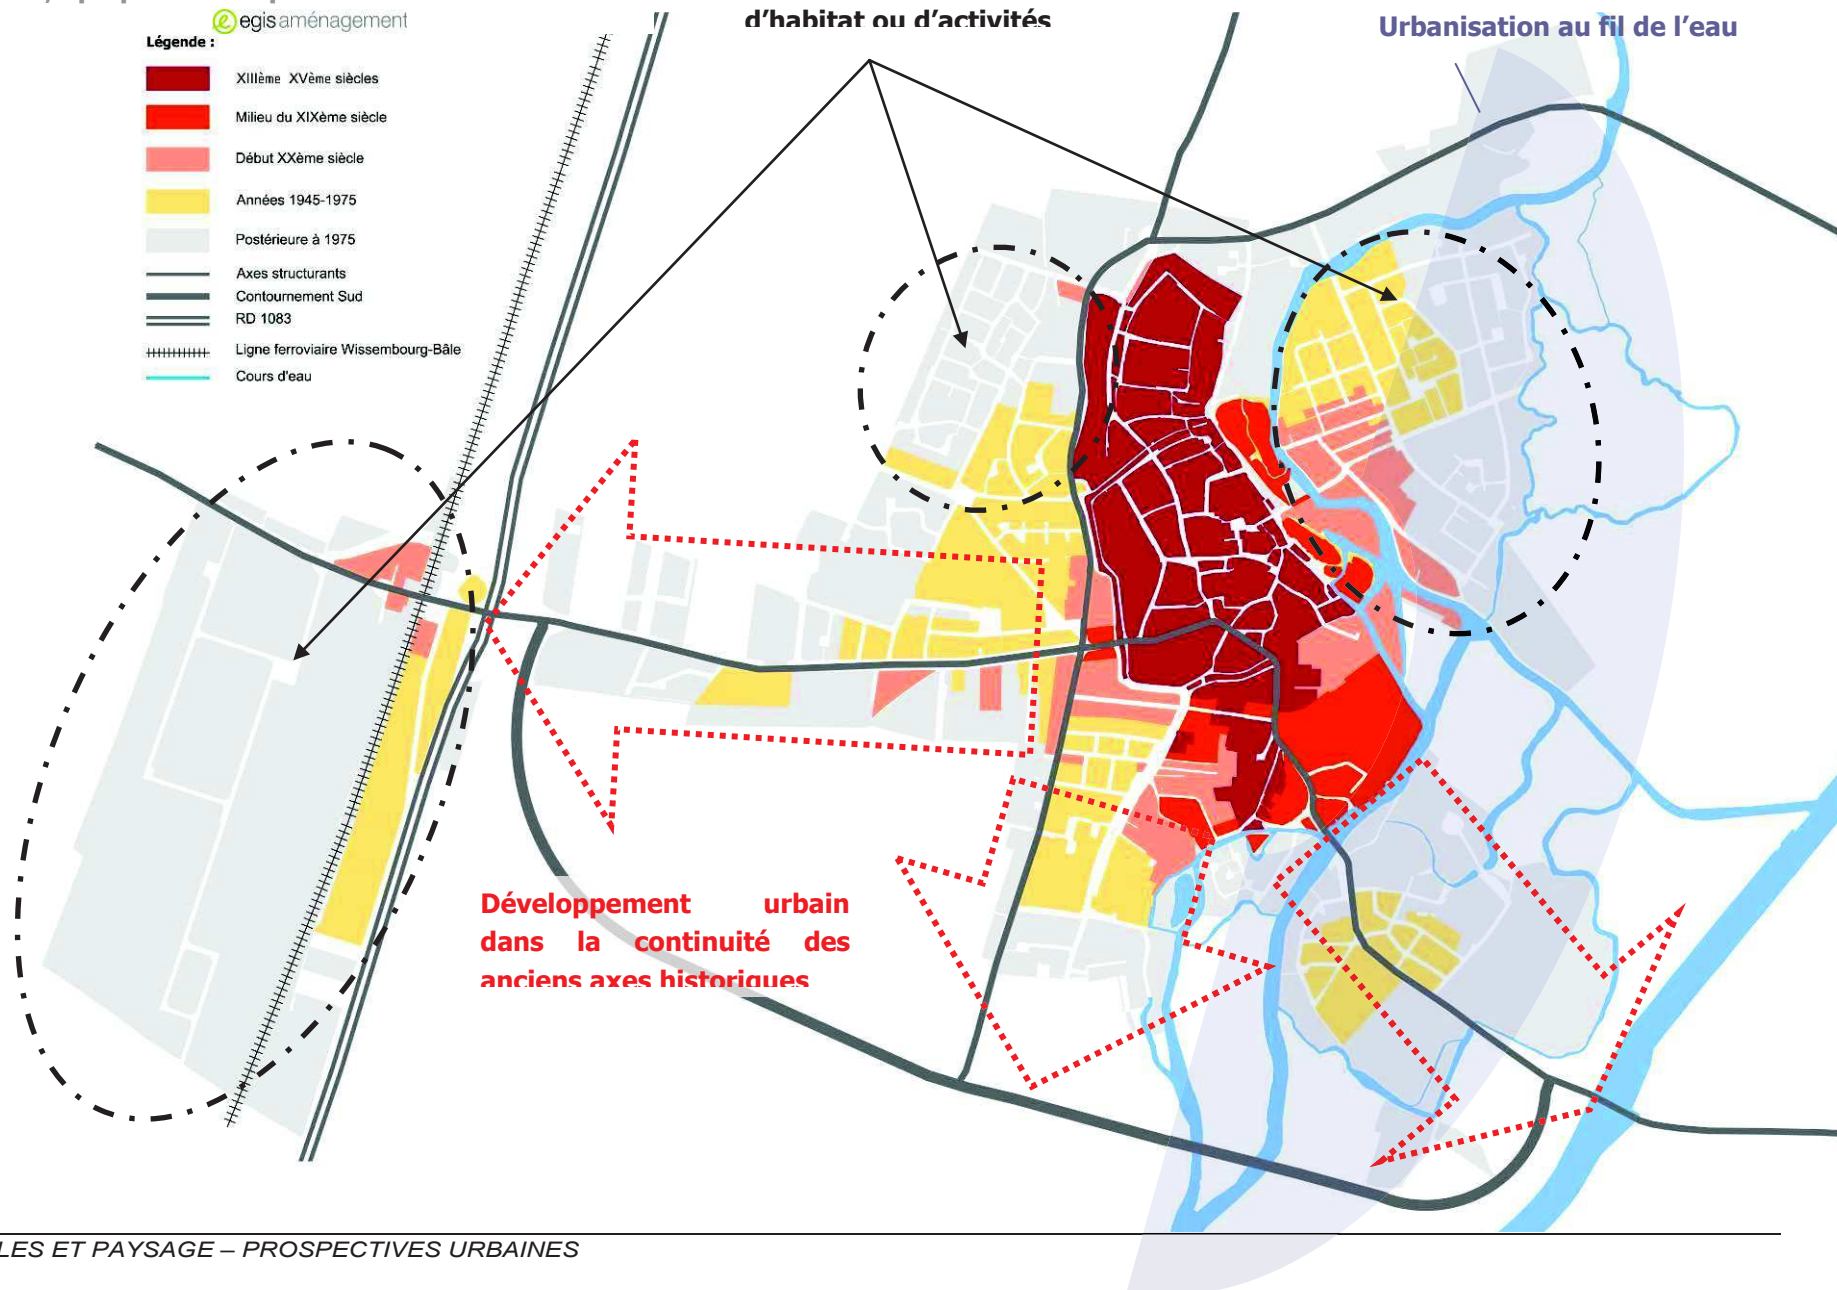 egis aménagement
d'habitat ou d'activités
Urbanisation au fil de l'eau
Légende :
XIIIème XVème siècles
Milieu du XIXème siècle
Début XXème siècle
Années 1945-1975
Postérieure à 1975
Axes structurants
Contournement Sud
RD 1083
Ligne ferroviaire Wissembourg-Bâle
Cours d'eau
Développement urbain
dans la continuité des
anciens axes historiques
LES ET PAYSAGE – PROSPECTIVES URBAINES